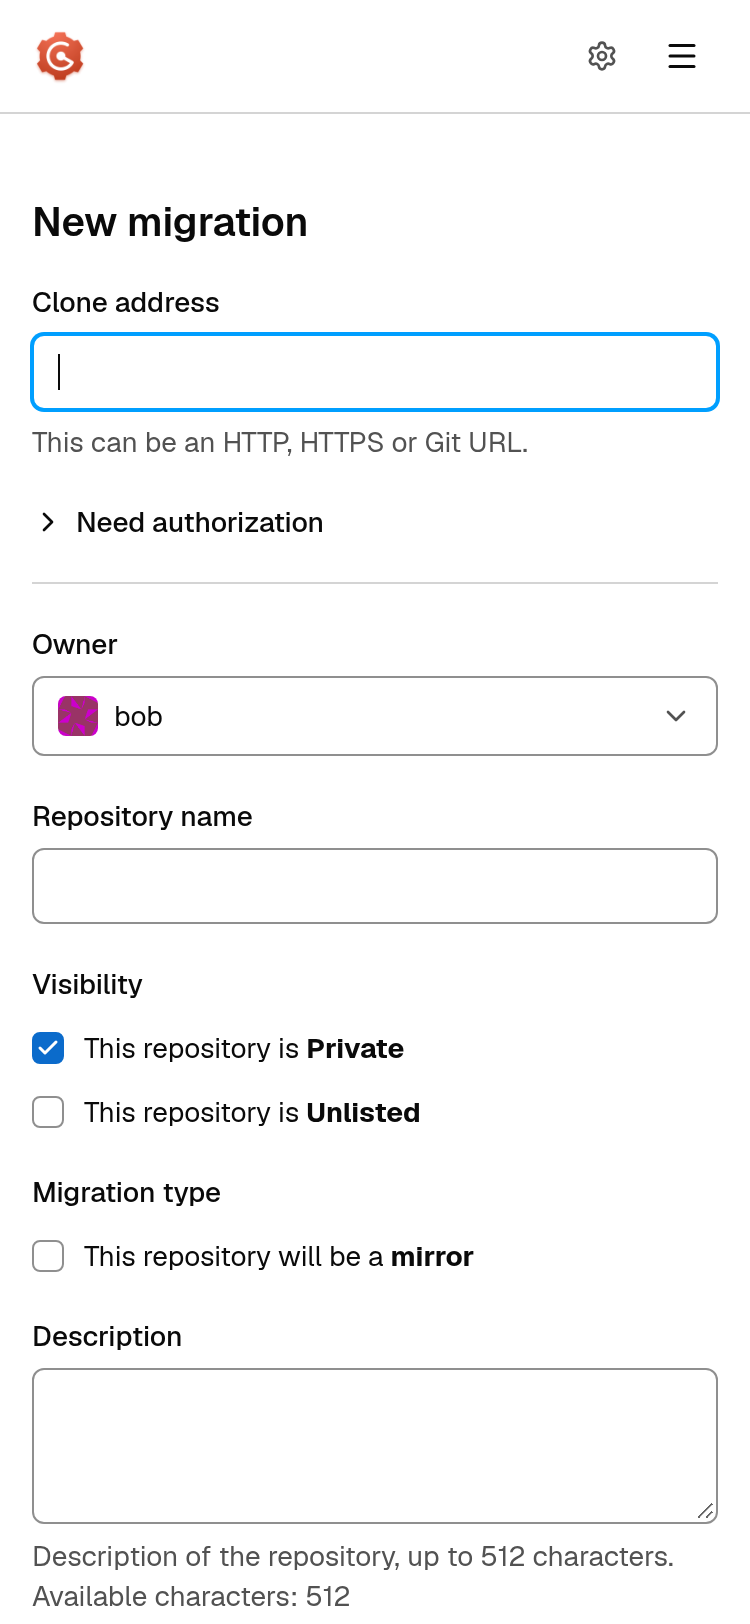 New migration
Clone address
This can be an HTTP, HTTPS or Git URL.
Need authorization
Owner
bob
Repository name
Visibility
This repository is Private
This repository is Unlisted
Migration type
This repository will be a mirror
Description
Description of the repository, up to 512 characters.
Available characters: 512